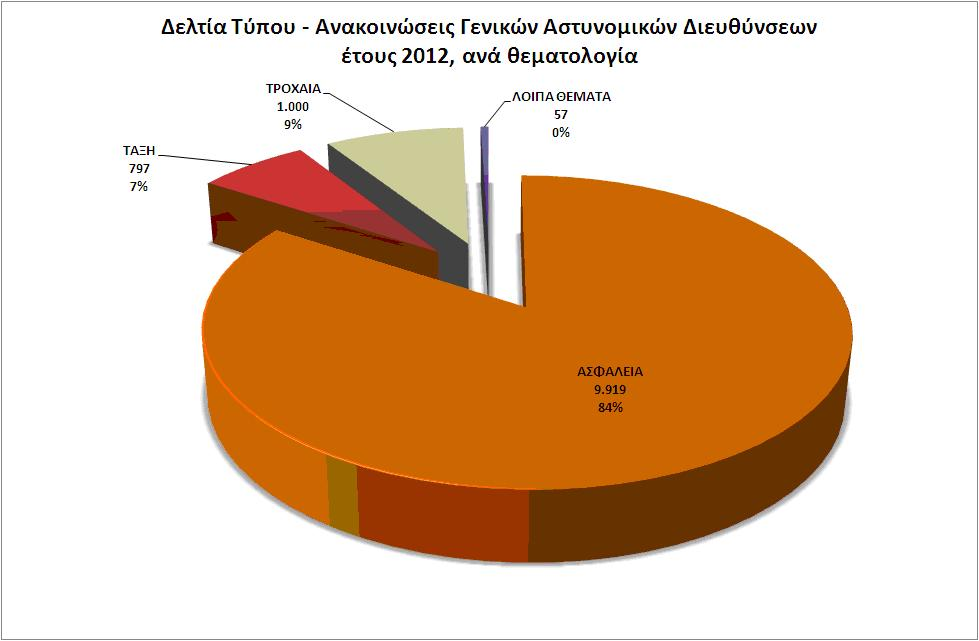 Δελτία Τύπου - Ανακοινώσεις Γενικών Αστυνομικών Διευθύνσεων
έτους 2012, ανά θεματολογία
ΤΡΟΧΑΙΑ
1.000
9%
ΛΟΙΠΑ ΘΕΜΑΤΑ
57
0%
ΤΑΞΗ
797
7%
ΑΣΦΑΛΕΙΑ
9.919
84%